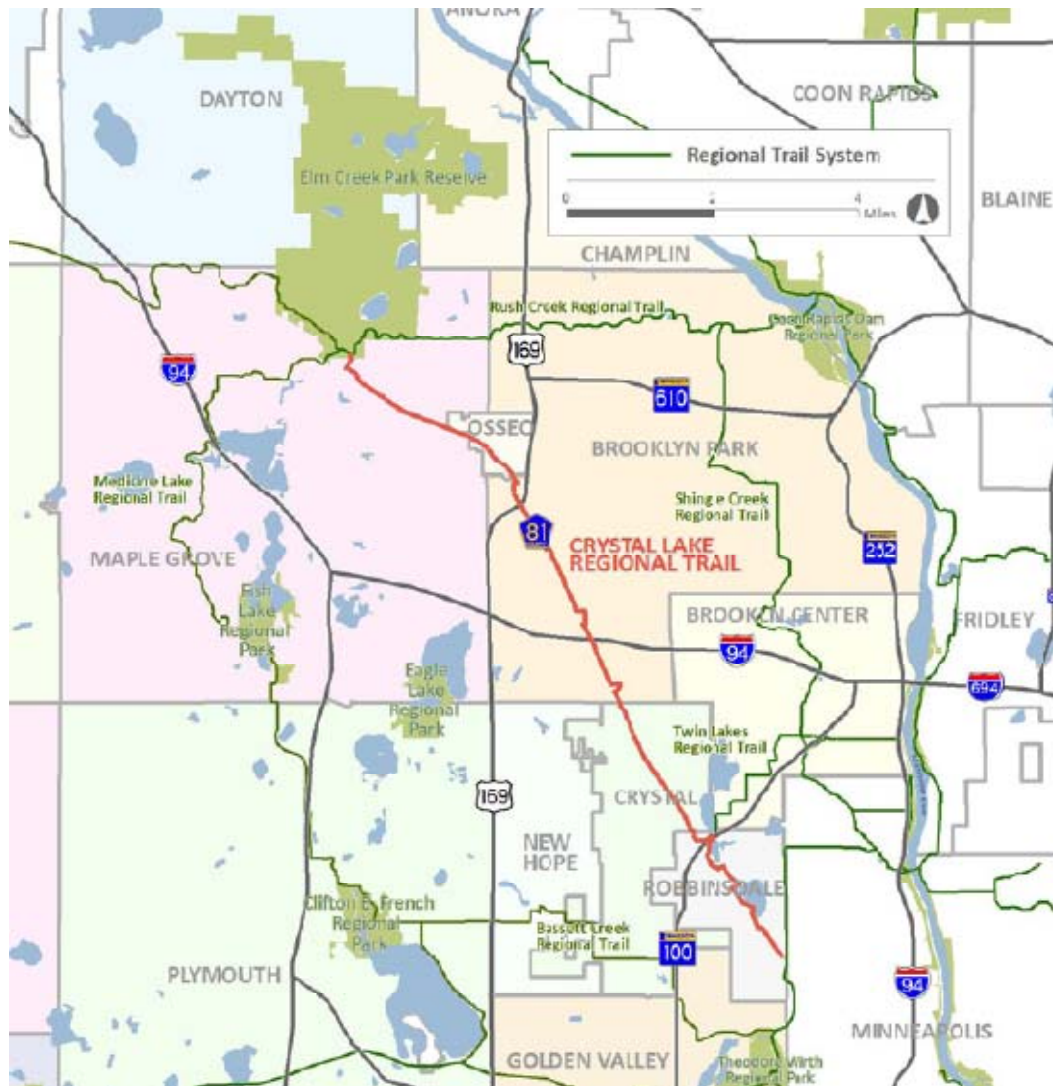 ANOKA
DAYTON
COON RAPIDS
Regional Trail System
0
2
4
Miles
Elm Creek Park Reserve
BLAINE
CHAMPLIN
Rush Creek Regional Trail
Coon Rapids Dam
Regional Park
169
94
610
OSSEO
BROOKLYN PARK
Medicine Lake
Regional Trail
Shingle Creek
Regional Trail
81
CRYSTAL LAKE
REGIONAL TRAIL
252
MAPLE GROVE
Fish
Lake
Regional
Park
BROOKLYN CENTER
FRIDLEY
94
694
Eagle
Lake
Regional
Park
Twin Lakes
Regional Trail
169
CRYSTAL
NEW
HOPE
ROBBINSDALE
Clifton E. French
Regional
Park
Bassett Creek
Regional Trail
100
PLYMOUTH
94
MINNEAPOLIS
GOLDEN VALLEY
Theodore Wirth
Regional Park